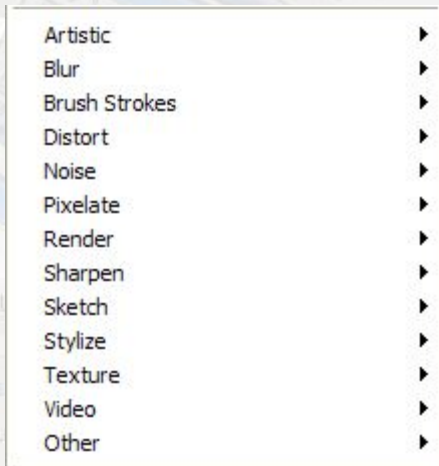 Artistic
Blur
Brush Strokes
Distort
Noise
Pixelate
Render
Sharpen
Sketch
Stylize
Texture
Video
Other